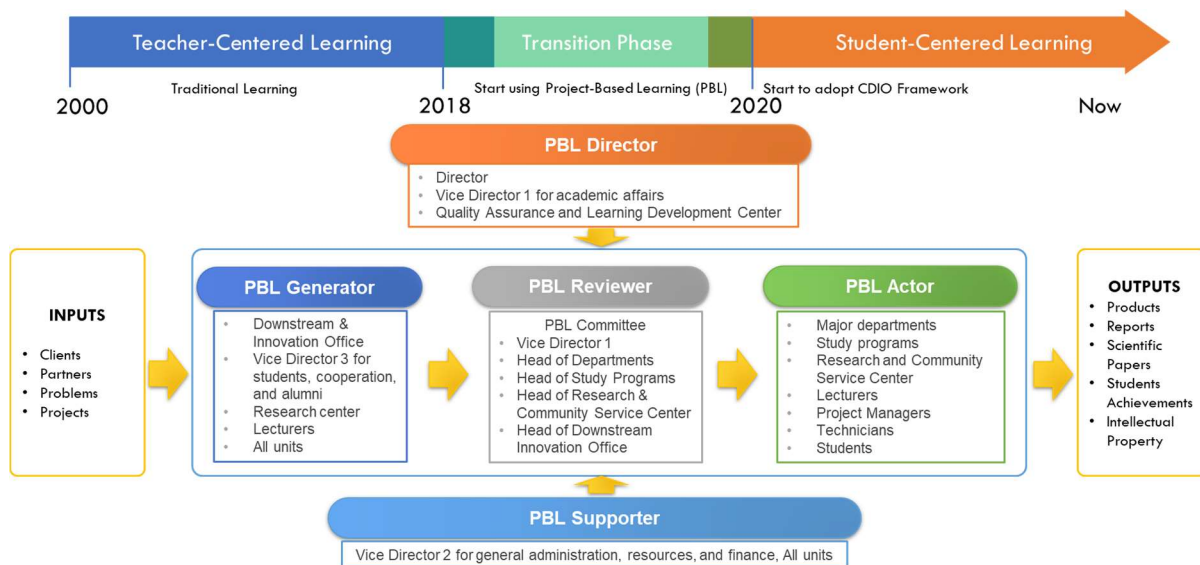 Teacher-Centered Learning
Transition Phase
Student-Centered Learning
Traditional Learning
Start using Project-Based Learning (PBL)
Start to adopt CDIO Framework
2000
2018
2020
Now
PBL Director
• Director
• Vice Director 1 for academic affairs
• Quality Assurance and Learning Development Center
INPUTS
• Clients
• Partners
• Problems
• Projects
PBL Generator
• Downstream &
Innovation Office
• Vice Director 3 for
students, cooperation,
and alumni
• Research center
• Lecturers
• All units
PBL Reviewer
PBL Committee
• Vice Director 1
• Head of Departments
• Head of Study Programs
• Head of Research &
Community Service Center
• Head of Downstream
Innovation Office
PBL Actor
• Major departments
• Study programs
• Research and Community
Service Center
• Lecturers
• Project Managers
• Technicians
• Students
OUTPUTS
• Products
• Reports
• Scientific
Papers
• Students
Achievements
• Intellectual
Property
PBL Supporter
Vice Director 2 for general administration, resources, and finance, All units